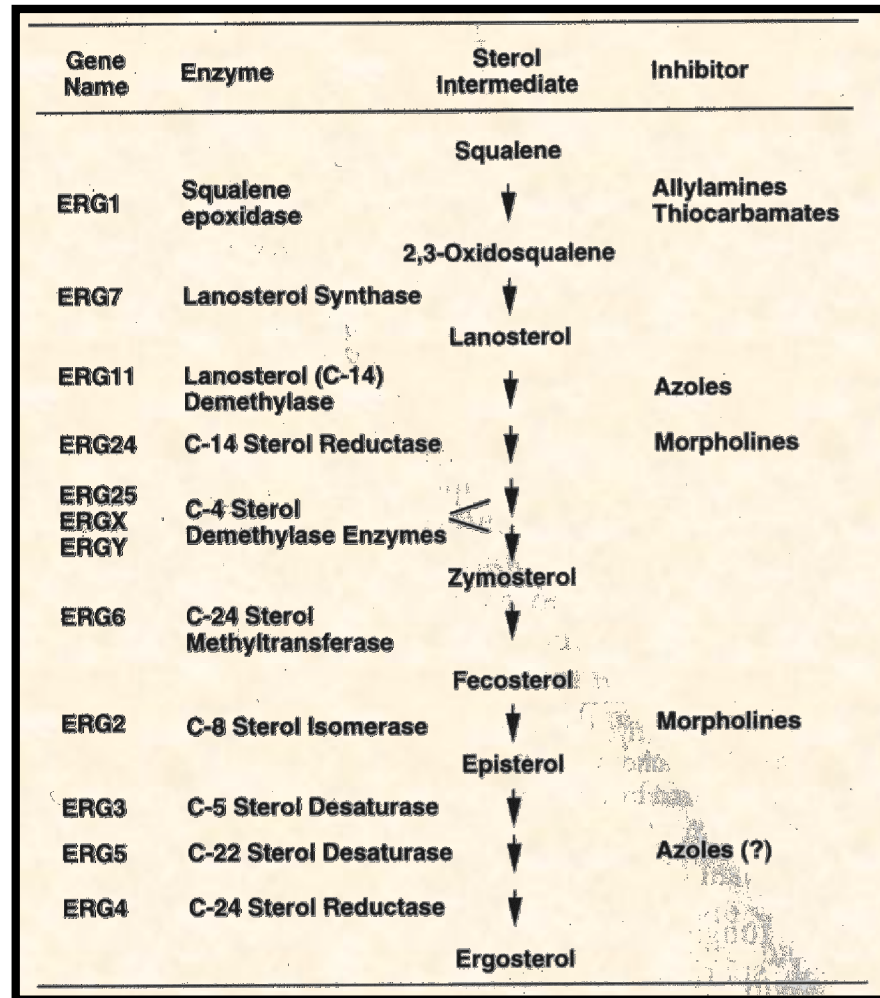 Gene Name Enzyme Sterol Intermediate Inhibitor
Squalene
ERG1 Squalene epoxidase Allylamines Thiocarbamates
2,3-Oxidosqualene
ERG7 Lanosterol Synthase
Lanosterol
ERG11 Lanosterol (C-14) Demethylase Azoles
ERG24 C-14 Sterol Reductase Morpholines
ERG25
ERGX C-4 Sterol
ERGY Demethylase Enzymes
Zymosterol
ERG6 C-24 Sterol
Methyltransferase
Fecosterol
ERG2 C-8 Sterol Isomerase Morpholines
Episterol
ERG3 C-5 Sterol Desaturase
ERG5 C-22 Sterol Desaturase Azoles (?)
ERG4 C-24 Sterol Reductase
Ergosterol